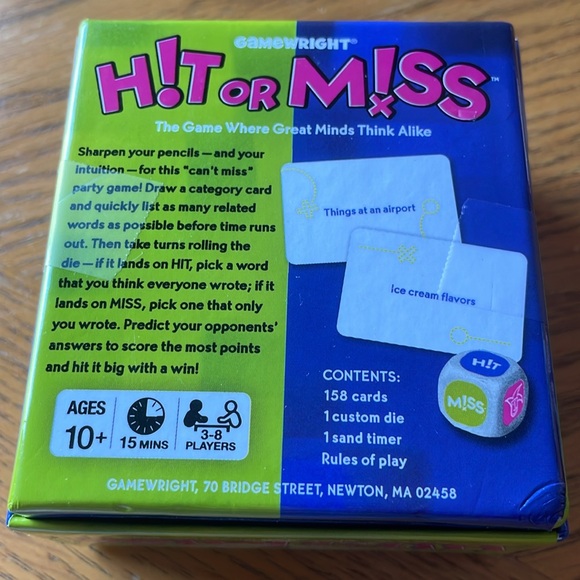 GAMEWRIGHT®
H!T OR M!SS™
The Game Where Great Minds Think Alike
Sharpen your pencils—and your
intuition—for this "can't miss"
party game! Draw a category card
and quickly list as many related
words as possible before time runs
out. Then take turns rolling the
die—if it lands on HIT, pick a word
that you think everyone wrote; if it
lands on MISS, pick one that only
you wrote. Predict your opponents'
answers to score the most points
and hit it big with a win!
Things at an airport
Ice cream flavors
H!T
M!SS
CONTENTS:
158 cards
1 custom die
1 sand timer
Rules of play
AGES
10+
15 MINS
3-8
PLAYERS
GAMEWRIGHT, 70 BRIDGE STREET, NEWTON, MA 02458